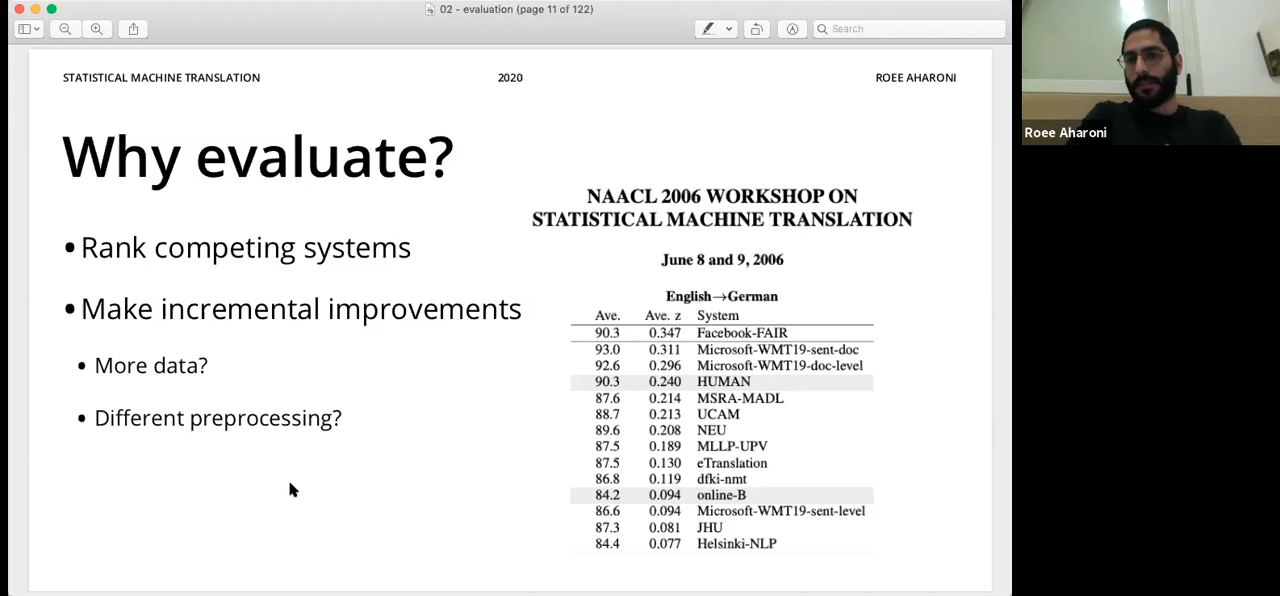 02 - evaluation (page 11 of 122)
Search
STATISTICAL MACHINE TRANSLATION 2020 ROEE AHARONI
Why evaluate?
• Rank competing systems
• Make incremental improvements
• More data?
• Different preprocessing?
NAACL 2006 WORKSHOP ON
STATISTICAL MACHINE TRANSLATION
June 8 and 9, 2006
English→German
Ave. Ave. z System
90.3 0.347 Facebook-FAIR
93.0 0.311 Microsoft-WMT19-sent-doc
92.6 0.296 Microsoft-WMT19-doc-level
90.3 0.240 HUMAN
87.6 0.214 MSRA-MADL
88.7 0.213 UCAM
89.6 0.208 NEU
87.5 0.189 MLLP-UPV
87.5 0.130 eTranslation
86.8 0.119 dfki-nmt
84.2 0.094 online-B
86.6 0.094 Microsoft-WMT19-sent-level
87.3 0.081 JHU
84.4 0.077 Helsinki-NLP
Roee Aharoni